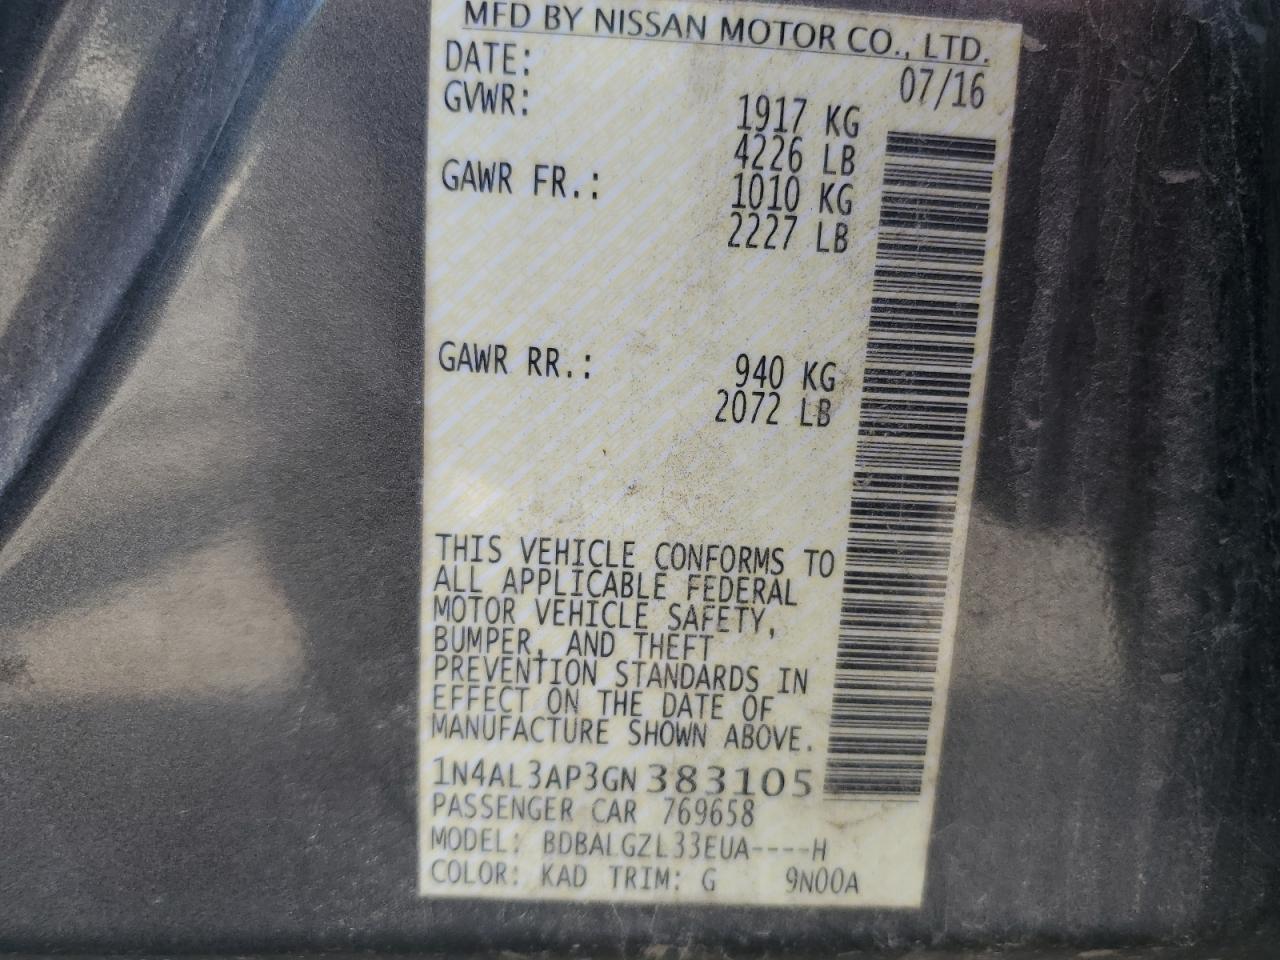 MFD BY NISSAN MOTOR CO., LTD.
DATE: 07/16
GVWR: 1917 KG
4226 LB
GAWR FR.: 1010 KG
2227 LB
GAWR RR.: 940 KG
2072 LB
THIS VEHICLE CONFORMS TO
ALL APPLICABLE FEDERAL
MOTOR VEHICLE SAFETY,
BUMPER, AND THEFT
PREVENTION STANDARDS IN
EFFECT ON THE DATE OF
MANUFACTURE SHOWN ABOVE.
1N4AL3AP3GN383105
PASSENGER CAR 769658
MODEL: BDBALGZL33EUA----H
COLOR: KAD TRIM: G 9N00A